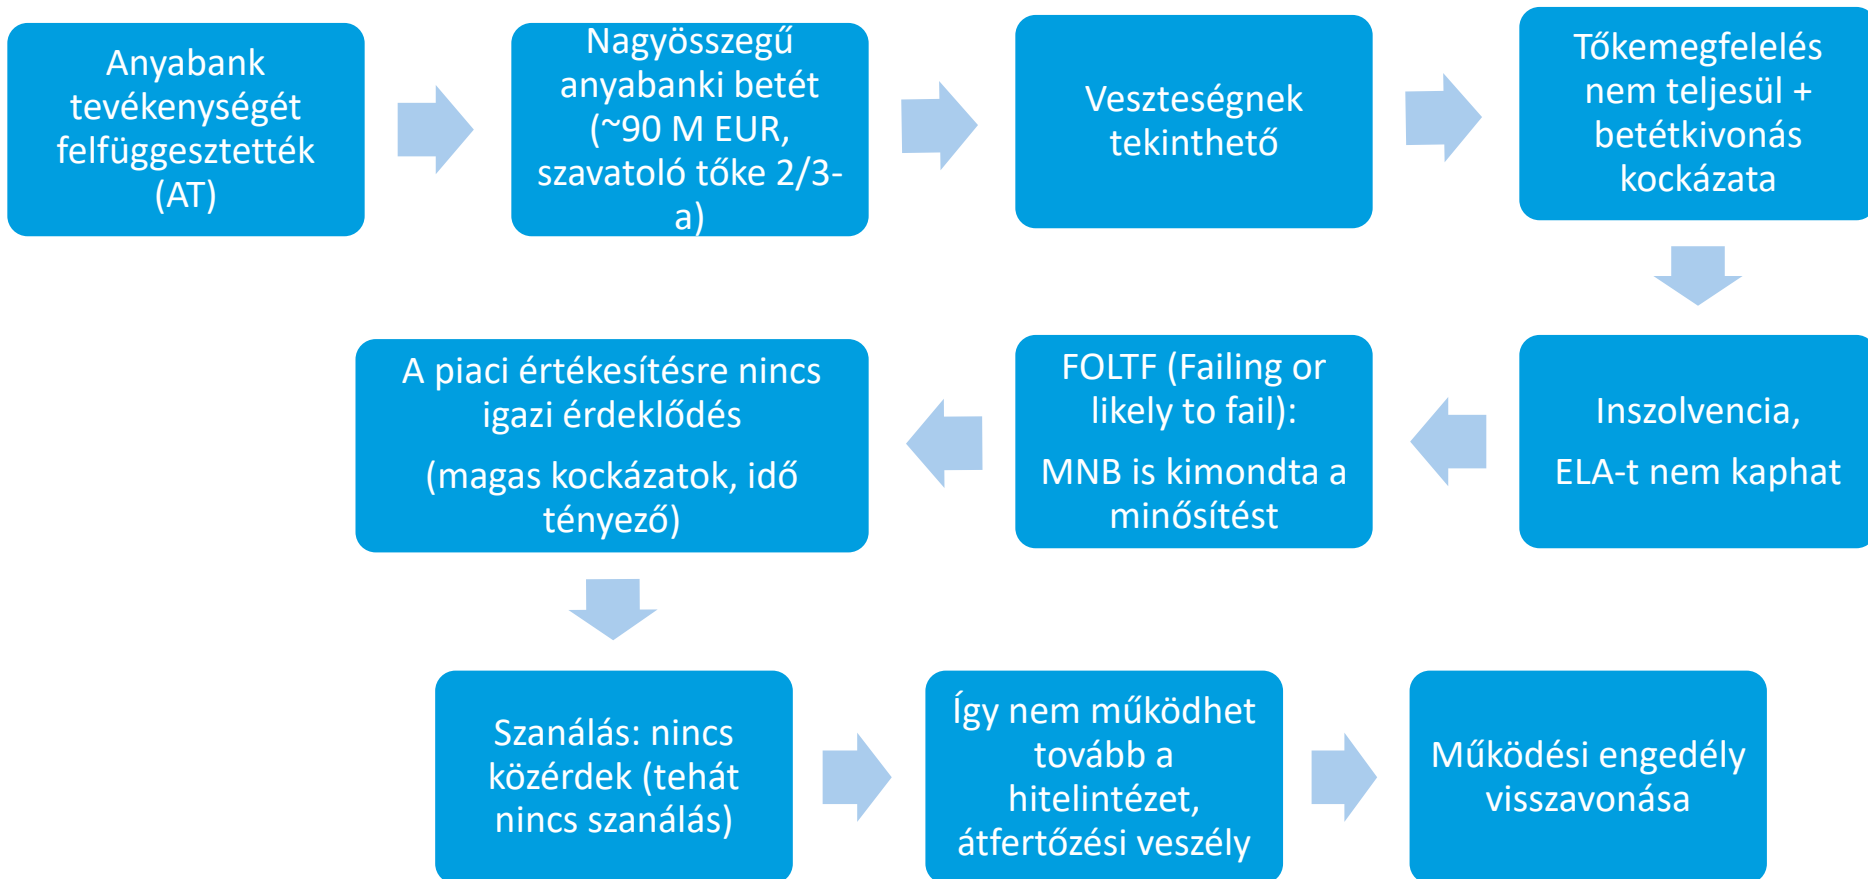 Anyabank
tevékenységét
felfüggesztették
(AT)
Nagyösszegű
anyabanki betét
(~90 M EUR,
szavatoló tőke 2/3-
a)
Veszteségnek
tekinthető
Tőkemegfelelés
nem teljesül +
betétkivonás
kockázata
Inszolvencia,
ELA-t nem kaphat
FOLTF (Failing or
likely to fail):
MNB is kimondta a
minősítést
A piaci értékesítésre nincs
igazi érdeklődés
(magas kockázatok, idő
tényező)
Szanálás: nincs
közérdek (tehát
nincs szanálás)
Így nem működhet
tovább a
hitelintézet,
átfertőzési veszély
Működési engedély
visszavonása